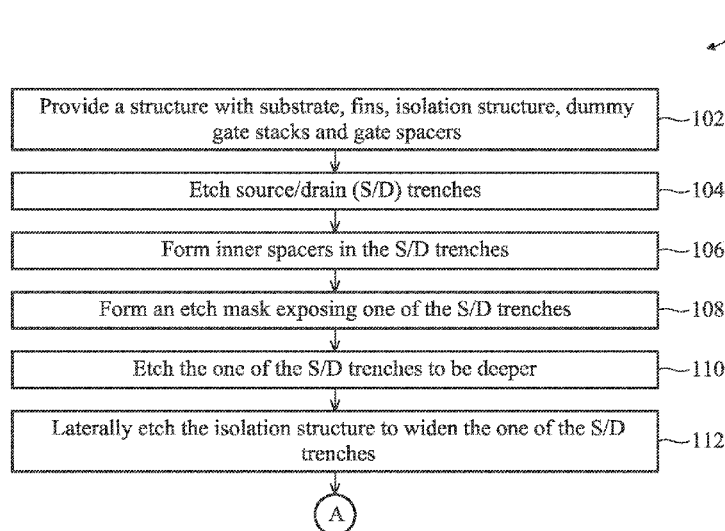 Provide a structure with substrate, fins, isolation structure, dummy
gate stacks and gate spacers
102
Etch source/drain (S/D) trenches
104
Form inner spacers in the S/D trenches
106
Form an etch mask exposing one of the S/D trenches
108
Etch the one of the S/D trenches to be deeper
110
Laterally etch the isolation structure to widen the one of the S/D
trenches
112
A